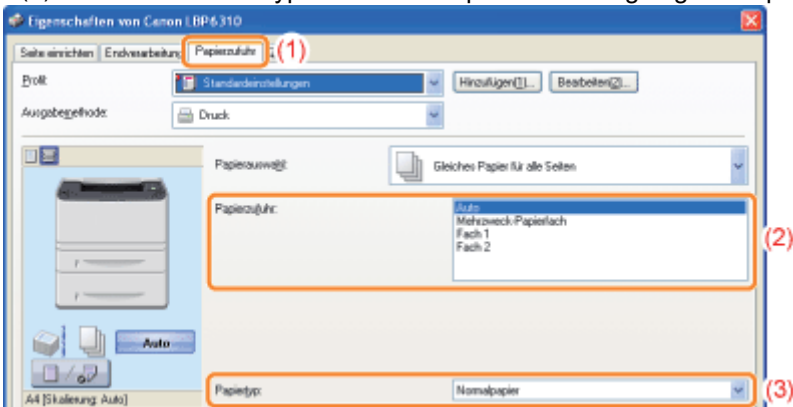 Eigenschaften von Canon LBP6310
Seite einrichten Endverarbeitung Papierzufuhr (1)
Profil: Standardeinstellungen Hinzufügen(1)... Bearbeiten(2)...
Ausgabemethode: Druck
Papierauswahl: Gleiches Papier für alle Seiten
Papierzufuhr: Auto
Mehrzweck-Papierfach
Fach 1
Fach 2
(2)
Auto
Papiertyp: Normalpapier (3)
A4 [Skalierung: Auto]